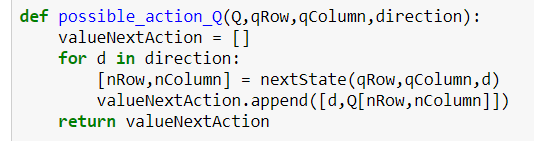 def possible_action_Q(Q,qRow,qColumn,direction):
    valueNextAction = []
    for d in direction:
        [nRow,nColumn] = nextState(qRow,qColumn,d)
        valueNextAction.append([d,Q[nRow,nColumn]])
    return valueNextAction